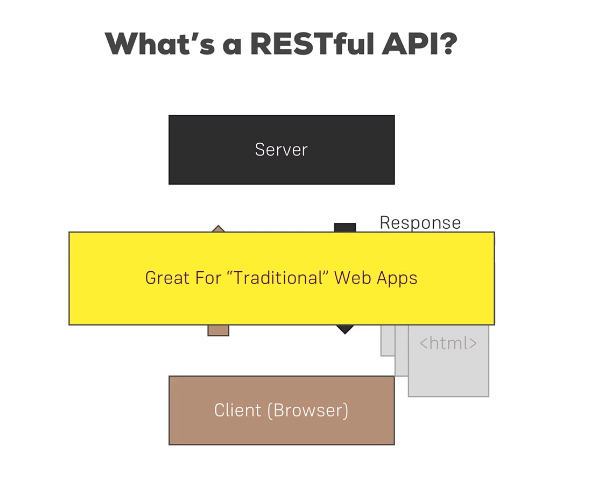 What's a RESTful API?
Server
Response
Great For “Traditional” Web Apps
<html>
Client (Browser)